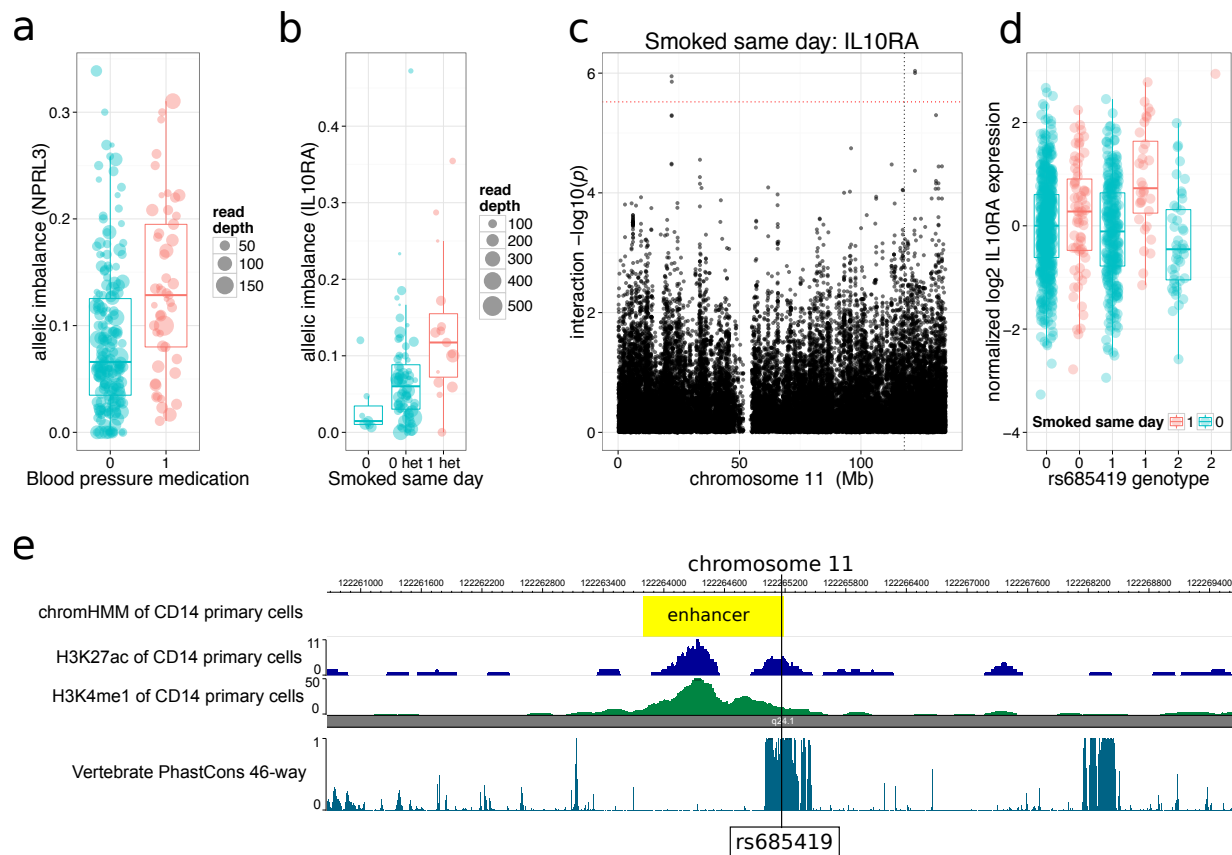 a
allelic imbalance (NPRL3)
0.3
0.2
0.1
0.0
0 1
Blood pressure medication
read
depth
50
100
150
b
allelic imbalance (IL10RA)
0.4
0.3
0.2
0.1
0.0
0 0 het 1 het
Smoked same day
read
depth
100
200
300
400
500
c
Smoked same day: IL10RA
interaction −log10(p)
6
4
2
0
0 50 100
chromosome 11 (Mb)
d
normalized log2 IL10RA expression
2
0
−2
−4
Smoked same day 1 0
0 0 1 1 2 2
rs685419 genotype
e
chromosome 11
122261000 122261600 122262200 122262800 122263400 122264000 122264600 122265200 122265800 122266400 122267000 122267600 122268200 122268800 122269400
chromHMM of CD14 primary cells
enhancer
H3K27ac of CD14 primary cells
11
0
H3K4me1 of CD14 primary cells
50
0
q24.1
Vertebrate PhastCons 46-way
1
0
rs685419